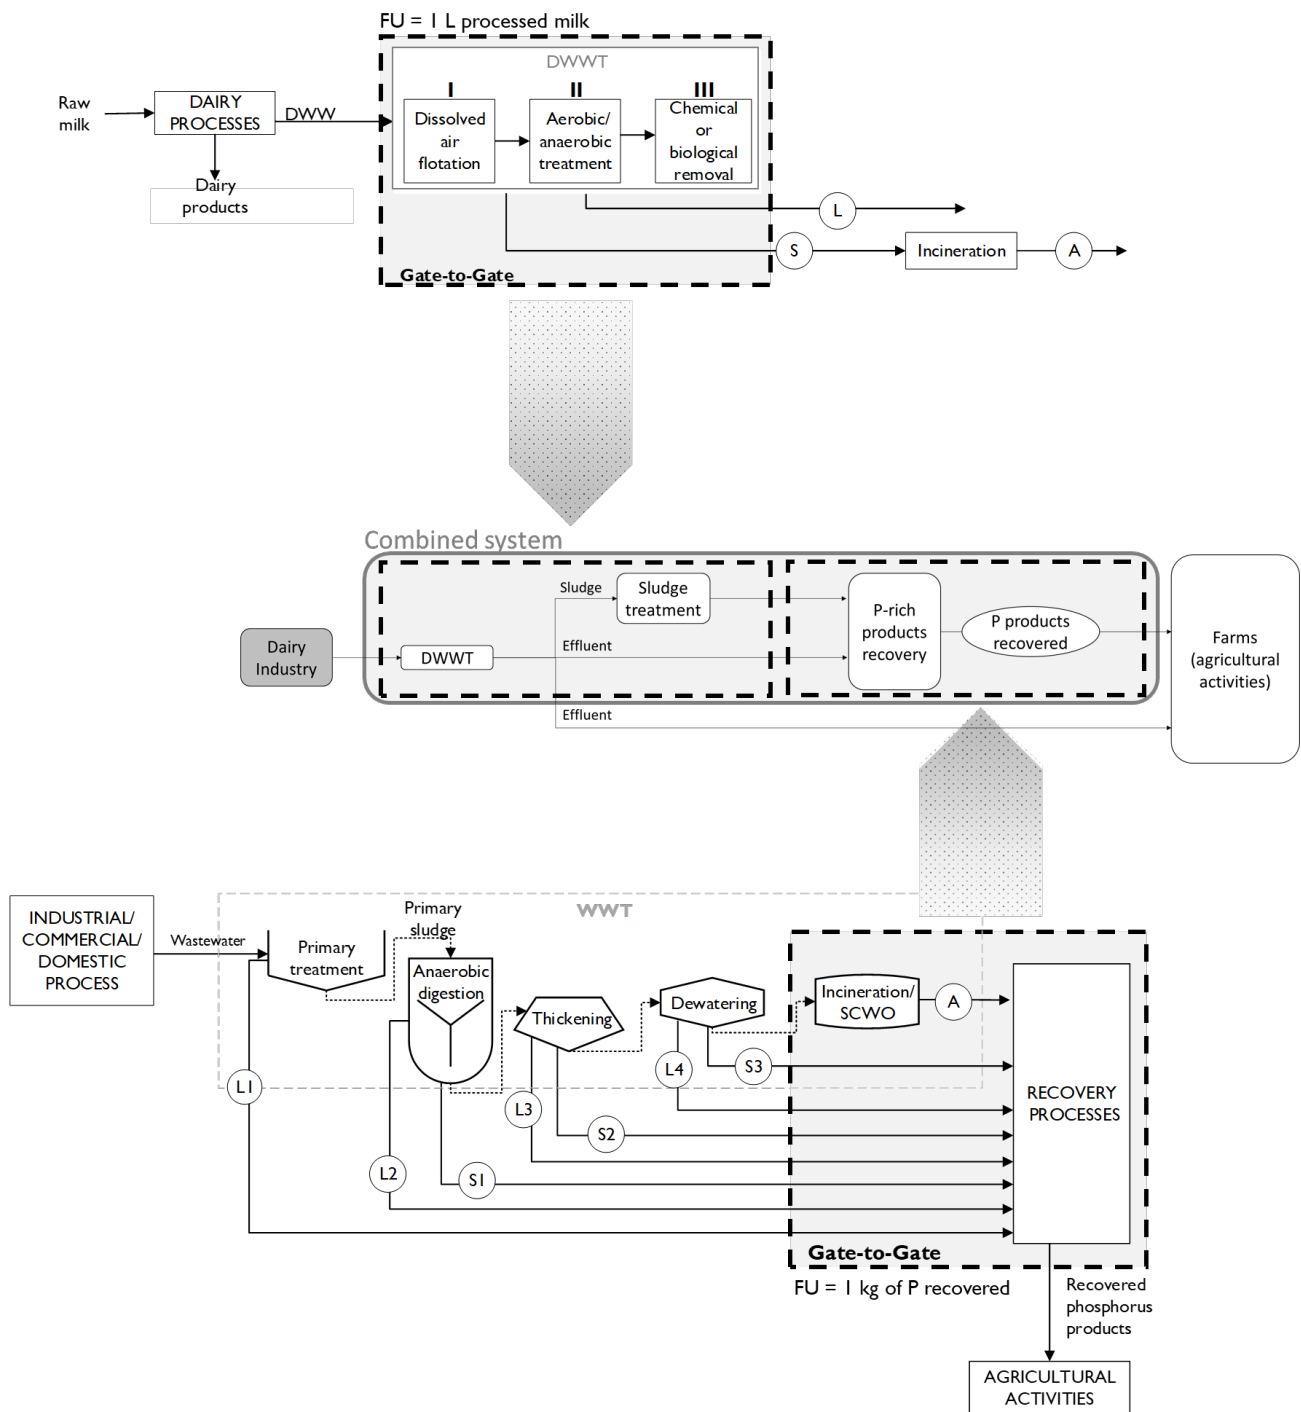 FU = 1 L processed milk
DWWT
I
II
III
Raw
milk
DAIRY
PROCESSES
DWW
Dissolved
air
flotation
Aerobic/
anaerobic
treatment
Chemical
or
biological
removal
Dairy
products
L
S
Incineration
A
Gate-to-Gate
Combined system
Sludge
Sludge
treatment
P-rich
products
recovery
P products
recovered
Farms
(agricultural
activities)
Dairy
Industry
DWWT
Effluent
Effluent
WWT
INDUSTRIAL/
COMMERCIAL/
DOMESTIC
PROCESS
Wastewater
Primary
treatment
Primary
sludge
Anaerobic
digestion
Thickening
Dewatering
Incineration/
SCWO
A
L1
L2
L3
L4
S1
S2
S3
RECOVERY
PROCESSES
Gate-to-Gate
FU = 1 kg of P recovered
Recovered
phosphorus
products
AGRICULTURAL
ACTIVITIES